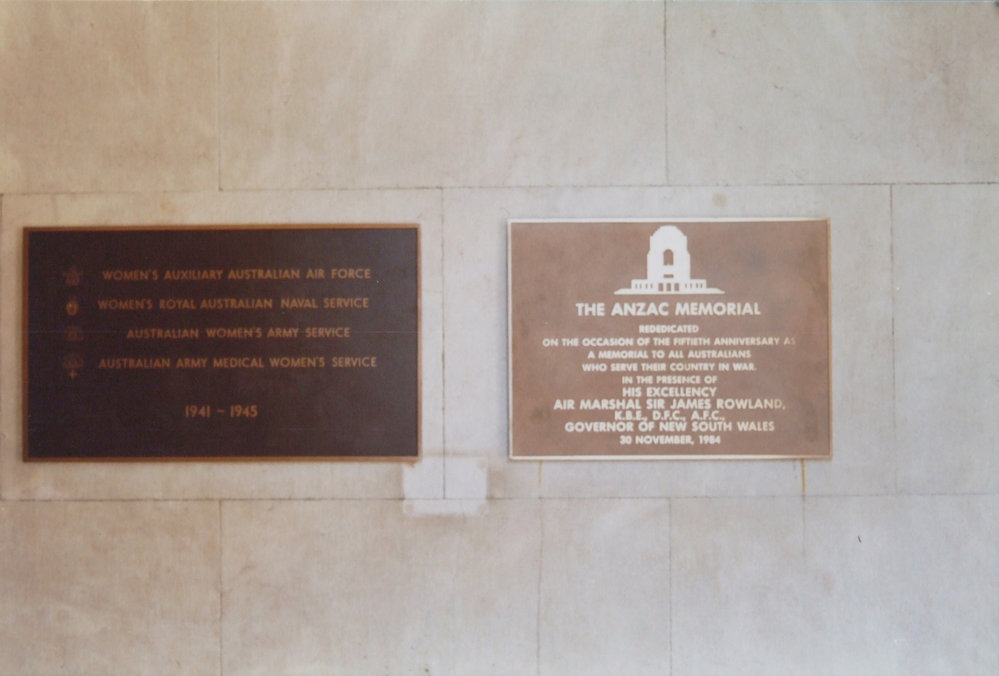 WOMEN'S AUXILIARY AUSTRALIAN AIR FORCE
WOMEN'S ROYAL AUSTRALIAN NAVAL SERVICE
AUSTRALIAN WOMEN'S ARMY SERVICE
AUSTRALIAN ARMY MEDICAL WOMEN'S SERVICE
1941 ~ 1945
THE ANZAC MEMORIAL
REDEDICATED
ON THE OCCASION OF THE FIFTIETH ANNIVERSARY AS
A MEMORIAL TO ALL AUSTRALIANS
WHO SERVE THEIR COUNTRY IN WAR.
IN THE PRESENCE OF
HIS EXCELLENCY
AIR MARSHAL SIR JAMES ROWLAND,
K.B.E., D.F.C., A.F.C.,
GOVERNOR OF NEW SOUTH WALES
30 NOVEMBER, 1984